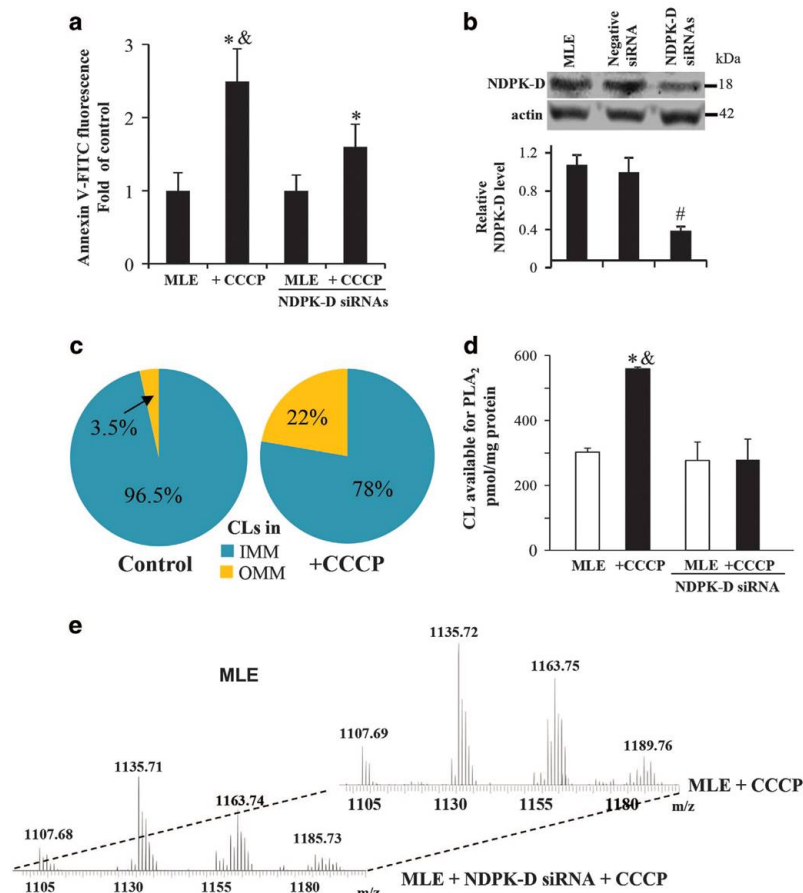 a
Annexin V-FITC fluorescence
Fold of control
3
2
1
0
*&
*
MLE
+ CCCP
MLE
+ CCCP
NDPK-D siRNAs
b
MLE
Negative
siRNA
NDPK-D
siRNAs
kDa
NDPK-D
18
actin
42
Relative
NDPK-D level
1.2
0.8
0.4
0
#
c
3.5%
96.5%
22%
78%
Control
CLs in
IMM
OMM
+CCCP
d
CL available for PLA2
pmol/mg protein
600
400
200
0
*&
MLE
+CCCP
MLE
+CCCP
NDPK-D siRNA
e
MLE
1135.72
1163.75
1107.69
1189.76
1105
1130
1155
1180
m/z
MLE + CCCP
1135.71
1163.74
1107.68
1185.73
1105
1130
1155
1180
m/z
MLE + NDPK-D siRNA + CCCP